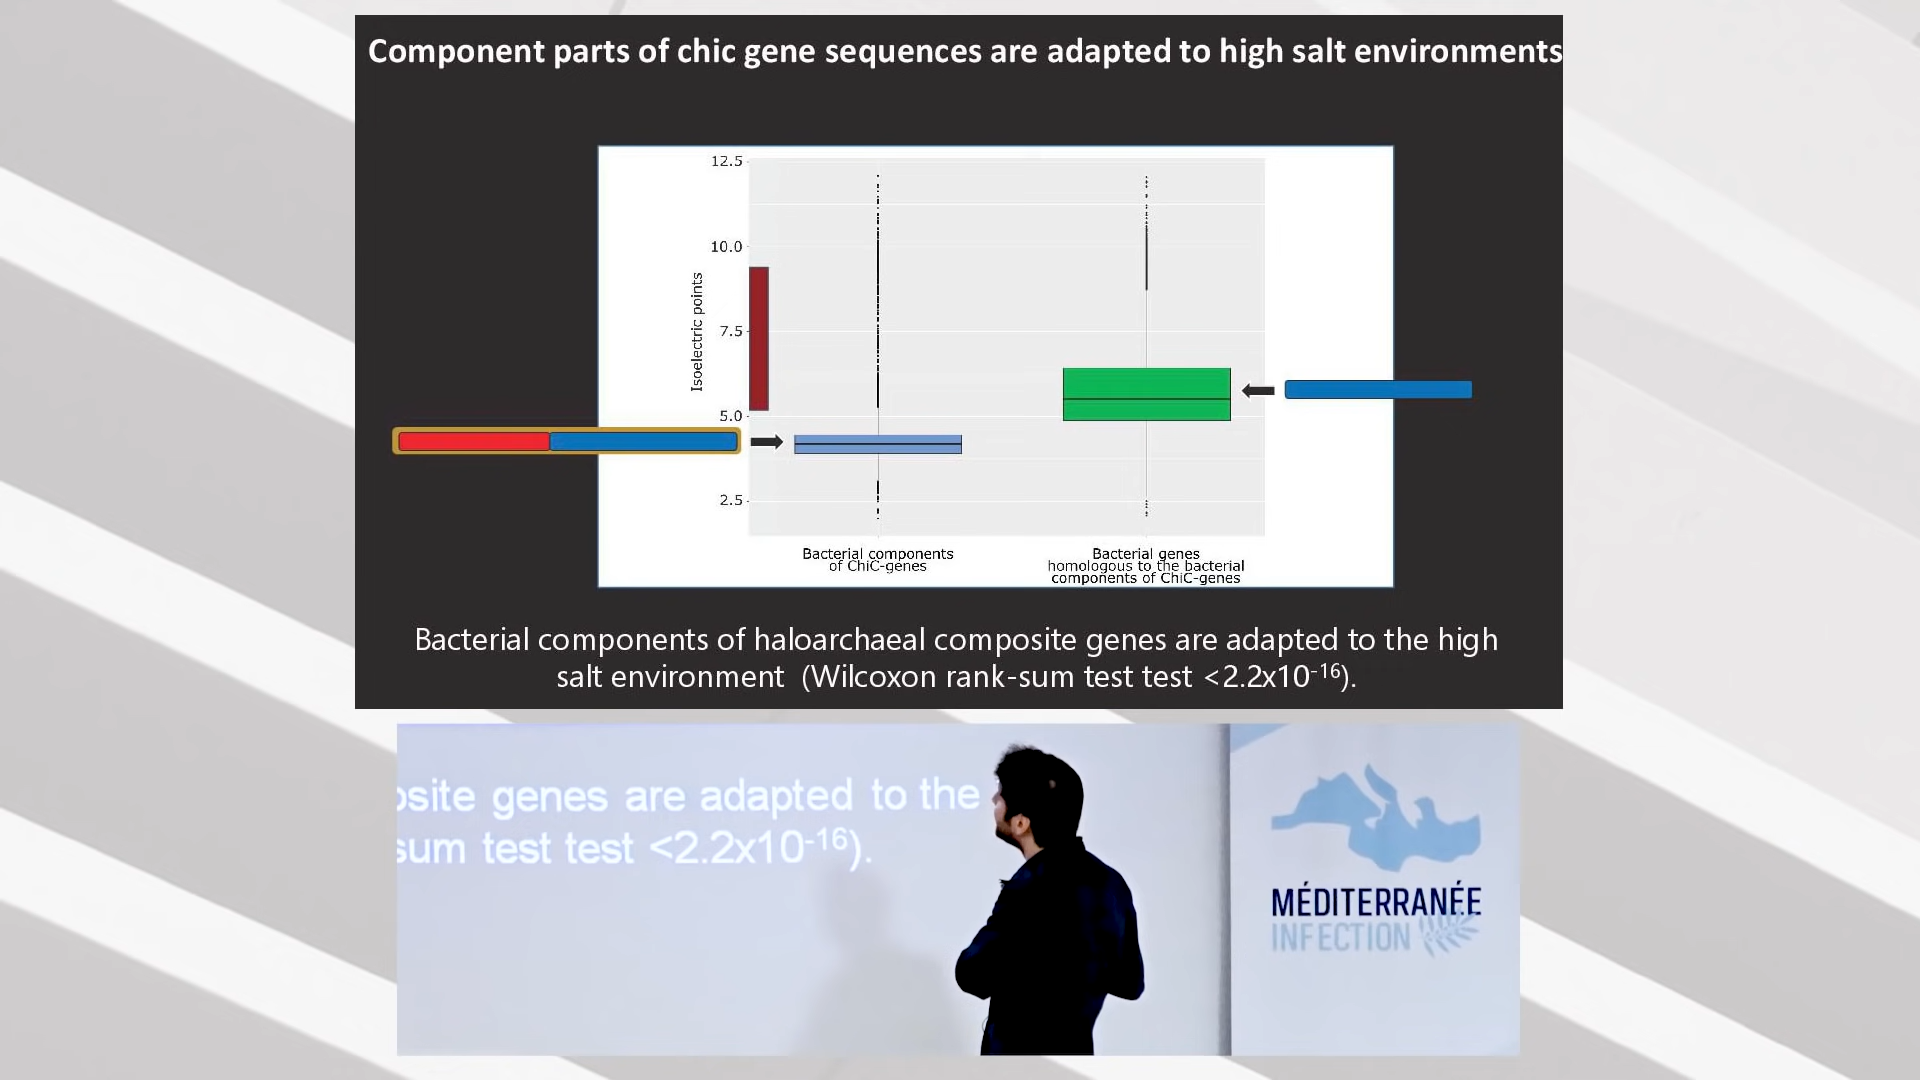 Component parts of chic gene sequences are adapted to high salt environments
12.5
10.0
7.5
5.0
2.5
Isoelectric points
Bacterial components
of ChiC-genes
Bacterial genes
homologous to the bacterial
components of ChiC-genes
Bacterial components of haloarchaeal composite genes are adapted to the high
salt environment (Wilcoxon rank-sum test test <2.2x10⁻¹⁶).
osite genes are adapted to the
sum test test <2.2x10⁻¹⁶).
MÉDITERRANÉE
INFECTION